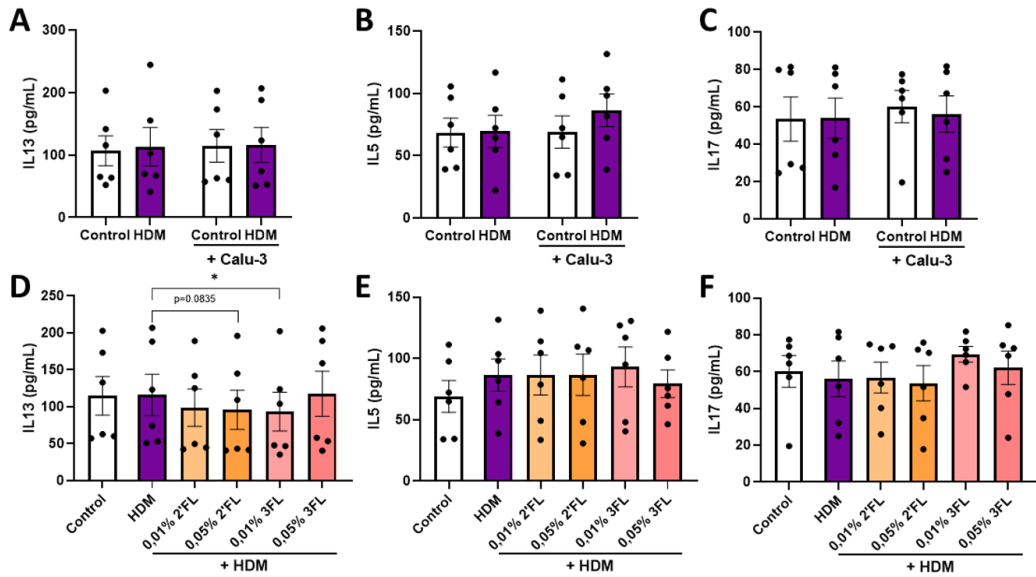 A
IL13 (pg/mL)
300
200
100
0
Control HDM Control HDM
+ Calu-3
B
IL5 (pg/mL)
150
100
50
0
Control HDM Control HDM
+ Calu-3
C
IL17 (pg/mL)
100
80
60
40
20
0
Control HDM Control HDM
+ Calu-3
D
IL13 (pg/mL)
250
200
150
100
50
0
*
p=0.0835
Control
HDM
0,01% 2'FL
0,05% 2'FL
0,01% 3FL
0,05% 3FL
+ HDM
E
IL5 (pg/mL)
150
100
50
0
Control
HDM
0,01% 2'FL
0,05% 2'FL
0,01% 3FL
0,05% 3FL
+ HDM
F
IL17 (pg/mL)
100
80
60
40
20
0
Control
HDM
0,01% 2'FL
0,05% 2'FL
0,01% 3FL
0,05% 3FL
+ HDM